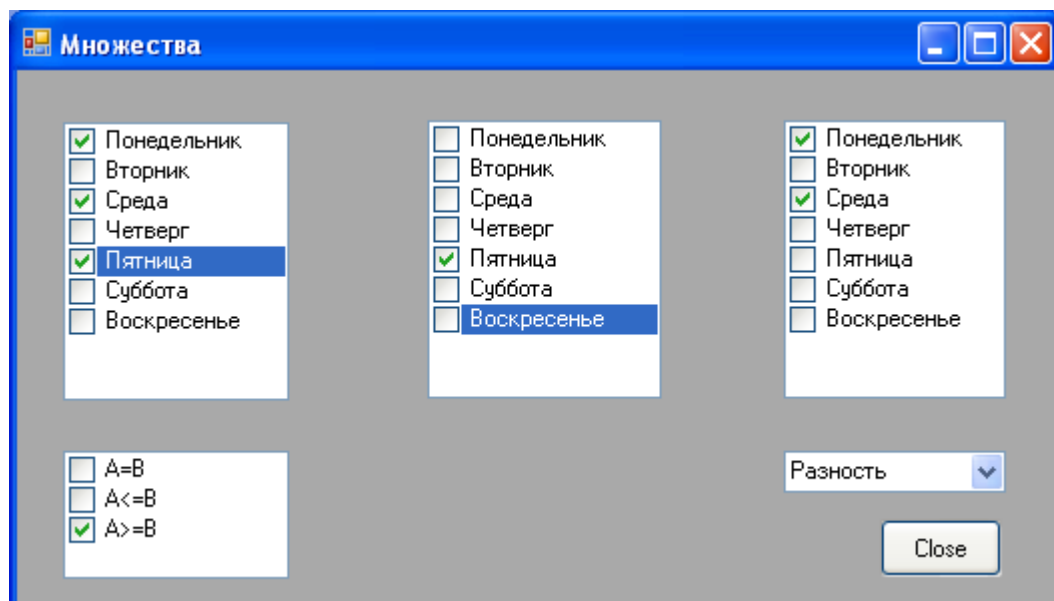 Множества
Понедельник
Вторник
Среда
Четверг
Пятница
Суббота
Воскресенье
Понедельник
Вторник
Среда
Четверг
Пятница
Суббота
Воскресенье
Понедельник
Вторник
Среда
Четверг
Пятница
Суббота
Воскресенье
A=B
A<=B
A>=B
Разность
Close